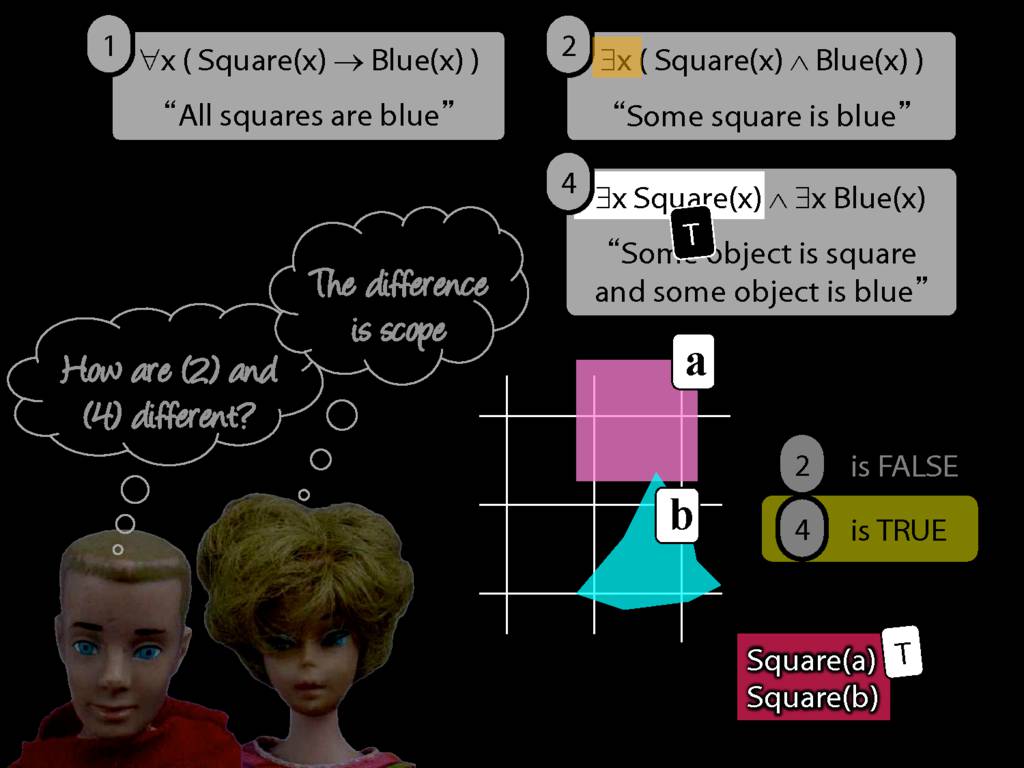 1
∀x ( Square(x) → Blue(x) )
“All squares are blue”
2
∃x ( Square(x) ∧ Blue(x) )
“Some square is blue”
4
∃x Square(x) ∧ ∃x Blue(x)
T
“Some object is square
and some object is blue”
The difference
is scope
How are (2) and
(4) different?
a
b
2 is FALSE
4 is TRUE
Square(a) T
Square(b)